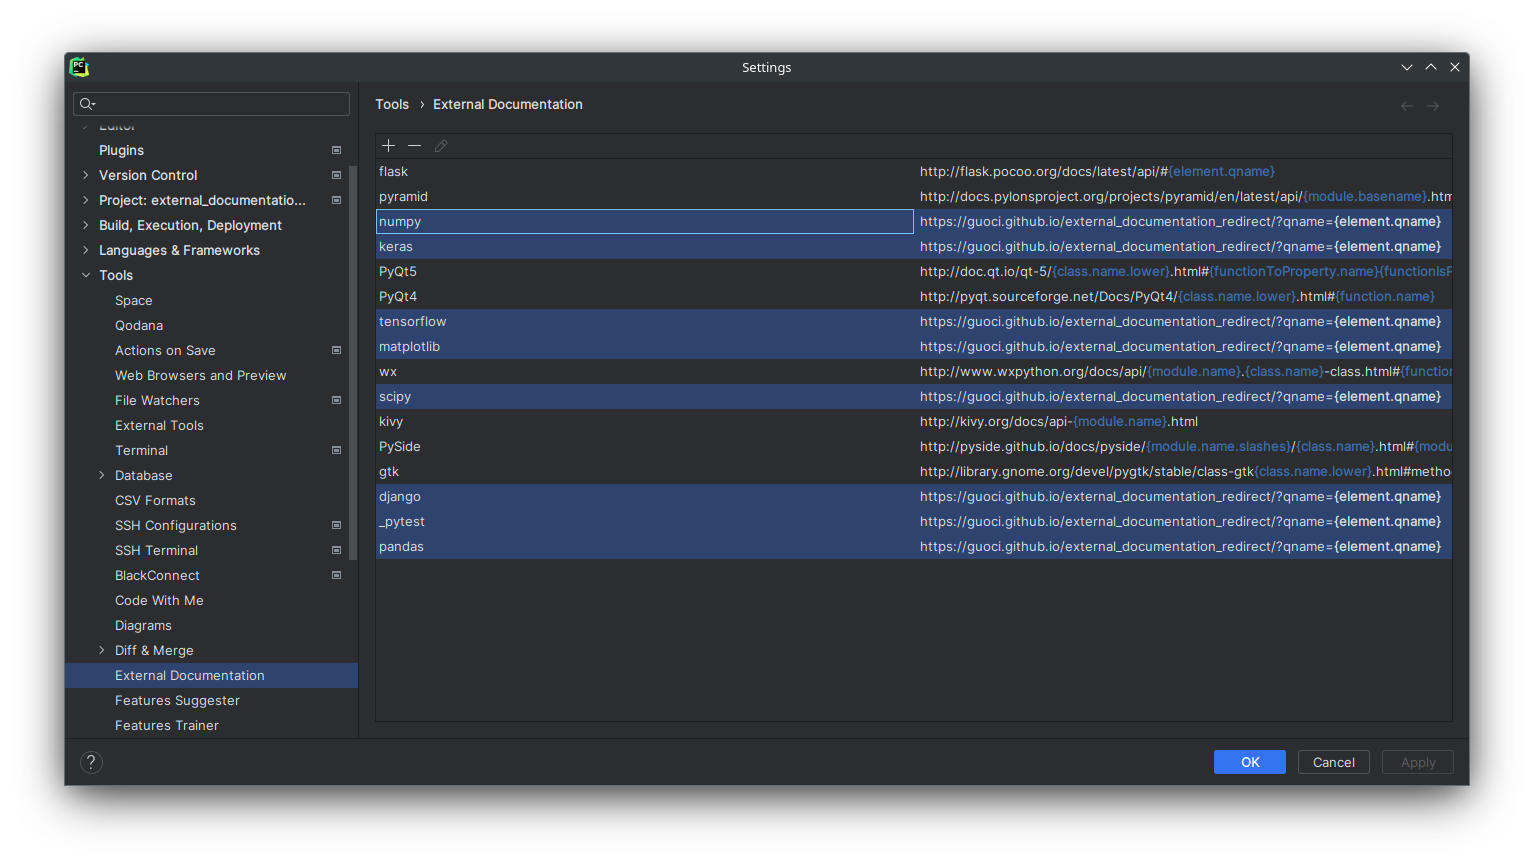 PC
Settings
Editor
Plugins
Version Control
Project: external_documentatio...
Build, Execution, Deployment
Languages & Frameworks
Tools
Space
Qodana
Actions on Save
Web Browsers and Preview
File Watchers
External Tools
Terminal
Database
CSV Formats
SSH Configurations
SSH Terminal
BlackConnect
Code With Me
Diagrams
Diff & Merge
External Documentation
Features Suggester
Features Trainer
Tools › External Documentation
flask http://flask.pocoo.org/docs/latest/api/#{element.qname}
pyramid http://docs.pylonsproject.org/projects/pyramid/en/latest/api/{module.basename}.htm
numpy https://guoci.github.io/external_documentation_redirect/?qname={element.qname}
keras https://guoci.github.io/external_documentation_redirect/?qname={element.qname}
PyQt5 http://doc.qt.io/qt-5/{class.name.lower}.html#{functionToProperty.name}{functionIsP
PyQt4 http://pyqt.sourceforge.net/Docs/PyQt4/{class.name.lower}.html#{function.name}
tensorflow https://guoci.github.io/external_documentation_redirect/?qname={element.qname}
matplotlib https://guoci.github.io/external_documentation_redirect/?qname={element.qname}
wx http://www.wxpython.org/docs/api/{module.name}.{class.name}-class.html#{function
scipy https://guoci.github.io/external_documentation_redirect/?qname={element.qname}
kivy http://kivy.org/docs/api-{module.name}.html
PySide http://pyside.github.io/docs/pyside/{module.name.slashes}/{class.name}.html#{modu
gtk http://library.gnome.org/devel/pygtk/stable/class-gtk{class.name.lower}.html#metho
django https://guoci.github.io/external_documentation_redirect/?qname={element.qname}
_pytest https://guoci.github.io/external_documentation_redirect/?qname={element.qname}
pandas https://guoci.github.io/external_documentation_redirect/?qname={element.qname}
?
OK
Cancel
Apply